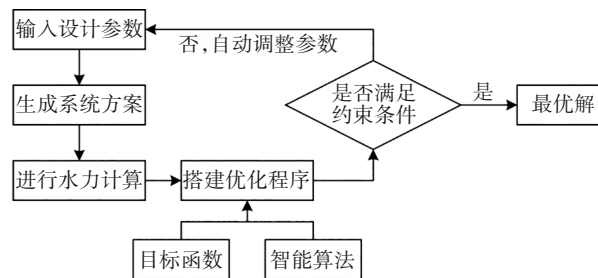 输入设计参数
否,自动调整参数
生成系统方案
是否满足
约束条件
是
最优解
进行水力计算
搭建优化程序
目标函数
智能算法